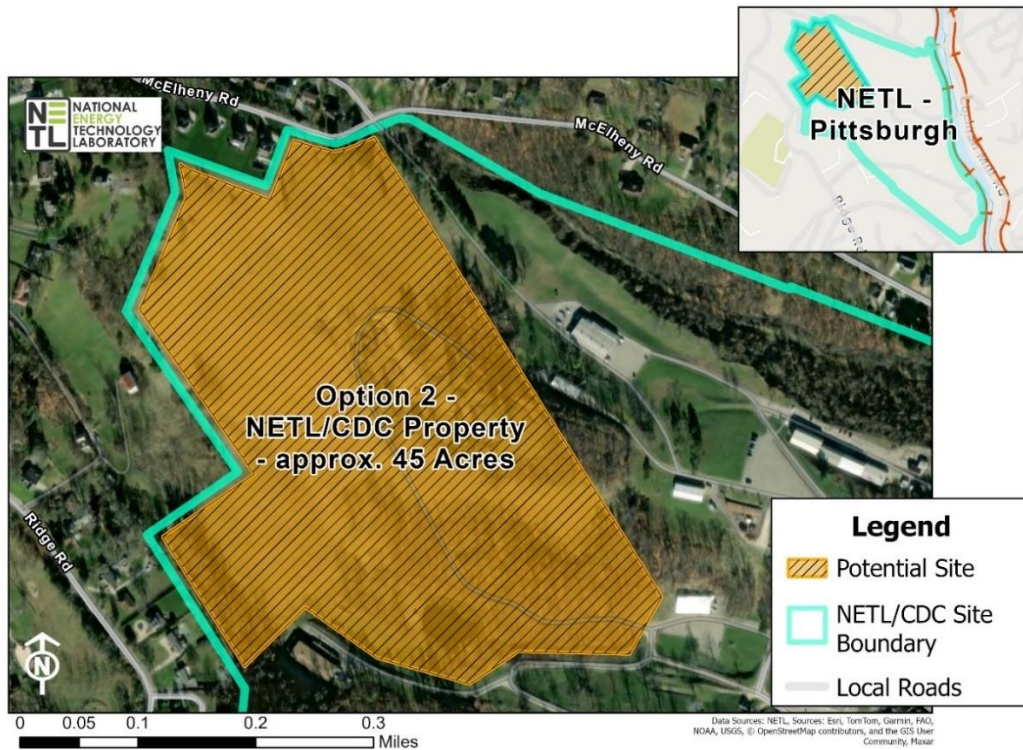 NETL
NATIONAL
ENERGY
TECHNOLOGY
LABORATORY
McElheny Rd
McElheny Rd
NETL -
Pittsburgh
Ridge Rd
Option 2 -
NETL/CDC Property
- approx. 45 Acres
Ridge Rd
Legend
Potential Site
NETL/CDC Site
Boundary
Local Roads
N
0 0.05 0.1 0.2 0.3
Miles
Data Sources: NETL, Sources: Esri, TomTom, Garmin, FAO,
NOAA, USGS, © OpenStreetMap contributors, and the GIS User
Community, Maxar